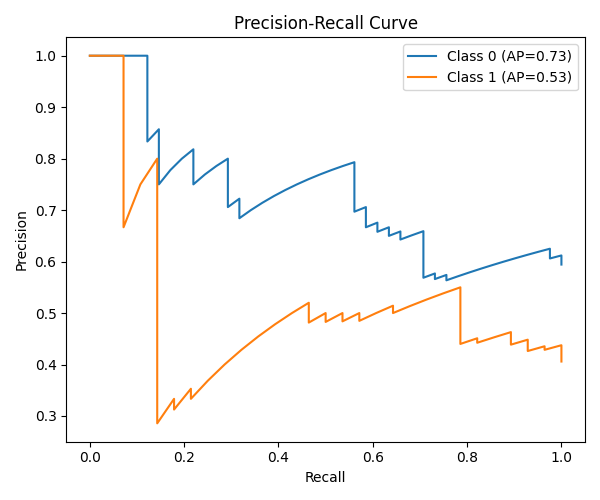 Precision-Recall Curve
Class 0 (AP=0.73)
Class 1 (AP=0.53)
Precision
1.0
0.9
0.8
0.7
0.6
0.5
0.4
0.3
0.0 0.2 0.4 0.6 0.8 1.0
Recall